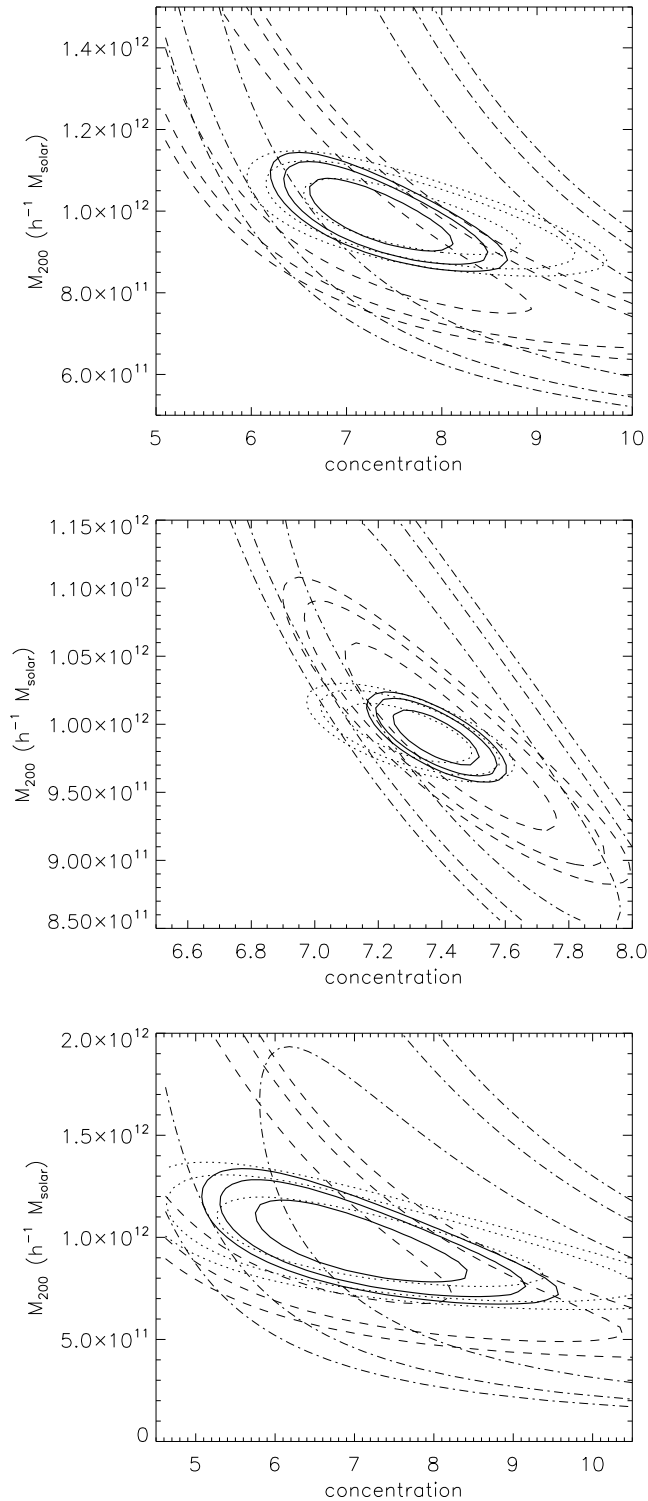 1.4×10¹²
1.2×10¹²
1.0×10¹²
8.0×10¹¹
6.0×10¹¹
M₂₀₀ (h⁻¹ Msolar)
5 6 7 8 9 10
concentration
1.15×10¹²
1.10×10¹²
1.05×10¹²
1.00×10¹²
9.50×10¹¹
9.00×10¹¹
8.50×10¹¹
M₂₀₀ (h⁻¹ Msolar)
6.6 6.8 7.0 7.2 7.4 7.6 7.8 8.0
concentration
2.0×10¹²
1.5×10¹²
1.0×10¹²
5.0×10¹¹
0
M₂₀₀ (h⁻¹ Msolar)
5 6 7 8 9 10
concentration